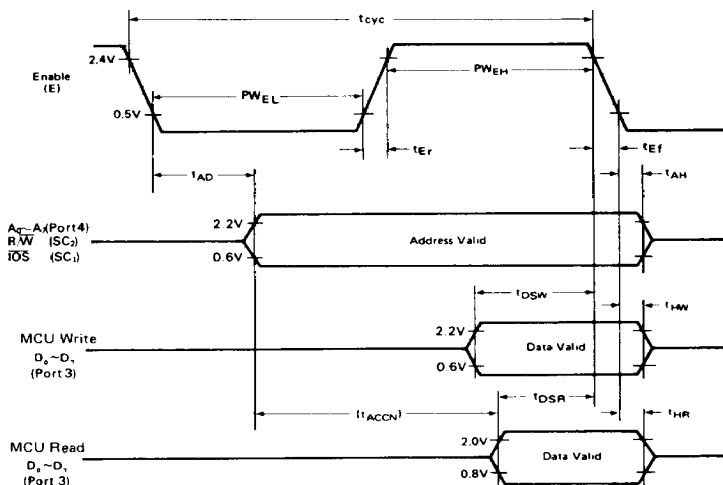 tcyc
Enable
(E)
2.4V
0.5V
PWEL
PWEH
tEr
tEf
tAD
tAH
A0~A7(Port4)
R/W (SC2)
IOS (SC1)
2.2V
0.6V
Address Valid
tDSW
tHW
MCU Write
D0~D7
(Port 3)
2.2V
0.6V
Data Valid
tDSR
(tACCN)
tHR
MCU Read
D0~D7
(Port 3)
2.0V
0.8V
Data Valid